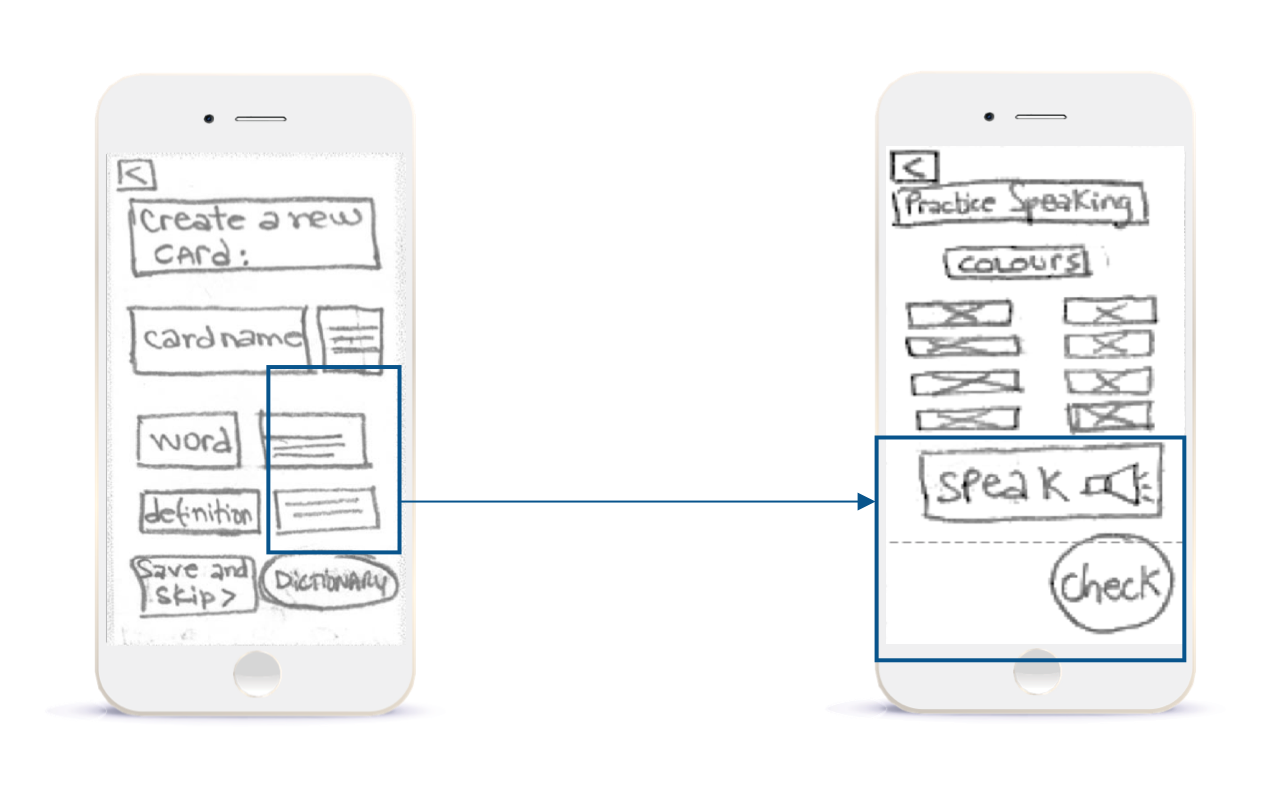 <
Create a new
CARD:
card name
word
definition
Save and
Skip >
DICTIONARY
<
Practice Speaking
COLOURS
Speak
Check